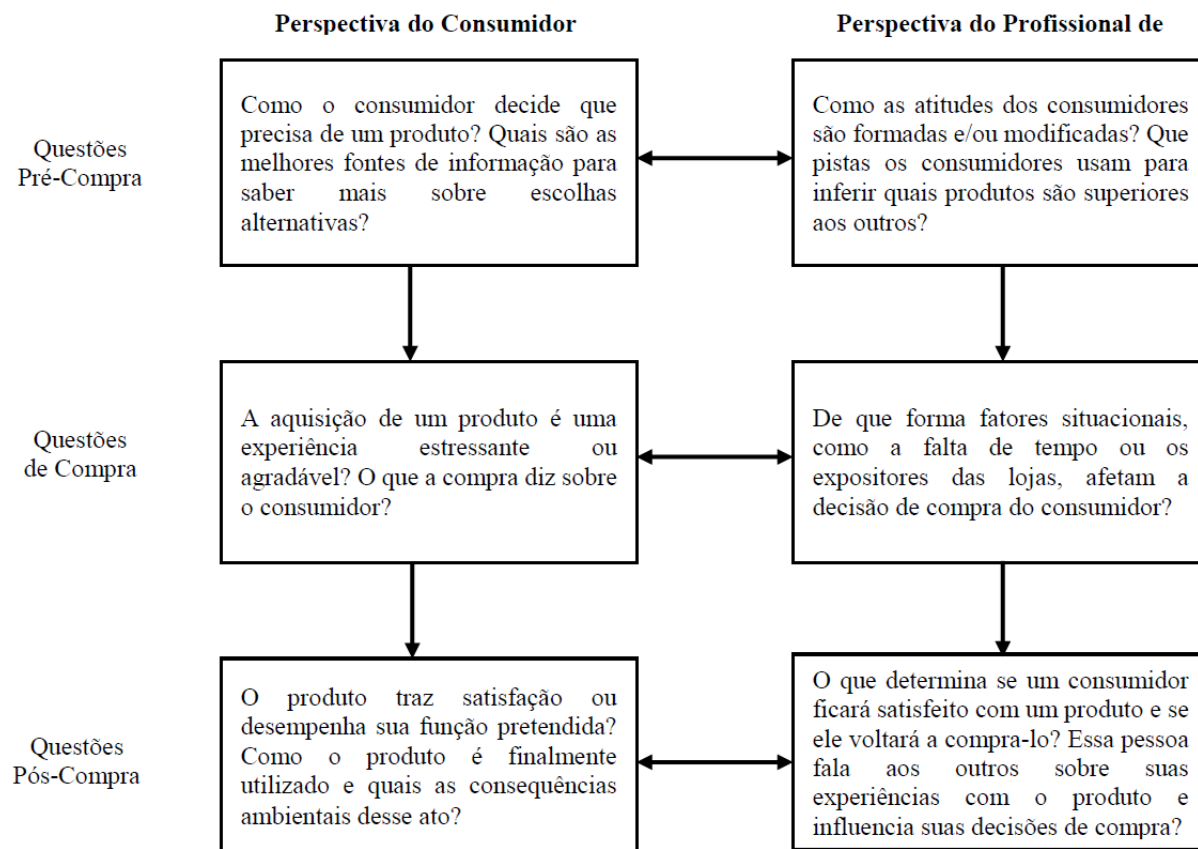 Perspectiva do Consumidor
Perspectiva do Profissional de
Questões
Pré-Compra
Como o consumidor decide que
precisa de um produto? Quais são as
melhores fontes de informação para
saber mais sobre escolhas
alternativas?
Como as atitudes dos consumidores
são formadas e/ou modificadas? Que
pistas os consumidores usam para
inferir quais produtos são superiores
aos outros?
Questões
de Compra
A aquisição de um produto é uma
experiência estressante ou
agradável? O que a compra diz sobre
o consumidor?
De que forma fatores situacionais,
como a falta de tempo ou os
expositores das lojas, afetam a
decisão de compra do consumidor?
Questões
Pós-Compra
O produto traz satisfação ou
desempenha sua função pretendida?
Como o produto é finalmente
utilizado e quais as consequências
ambientais desse ato?
O que determina se um consumidor
ficará satisfeito com um produto e se
ele voltará a compra-lo? Essa pessoa
fala aos outros sobre suas
experiências com o produto e
influencia suas decisões de compra?